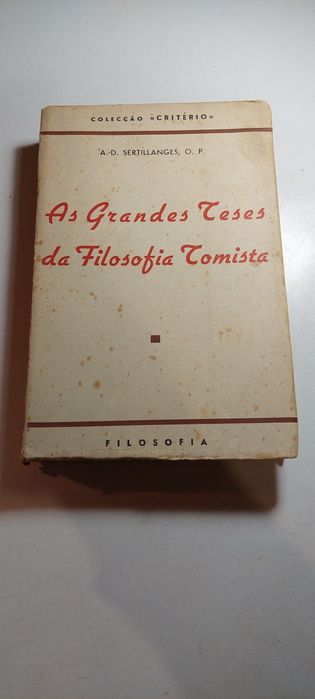 COLECÇÃO «CRITÉRIO»
A.-D. SERTILLANGES, O. P.
As Grandes Teses
da Filosofia Tomista
FILOSOFIA